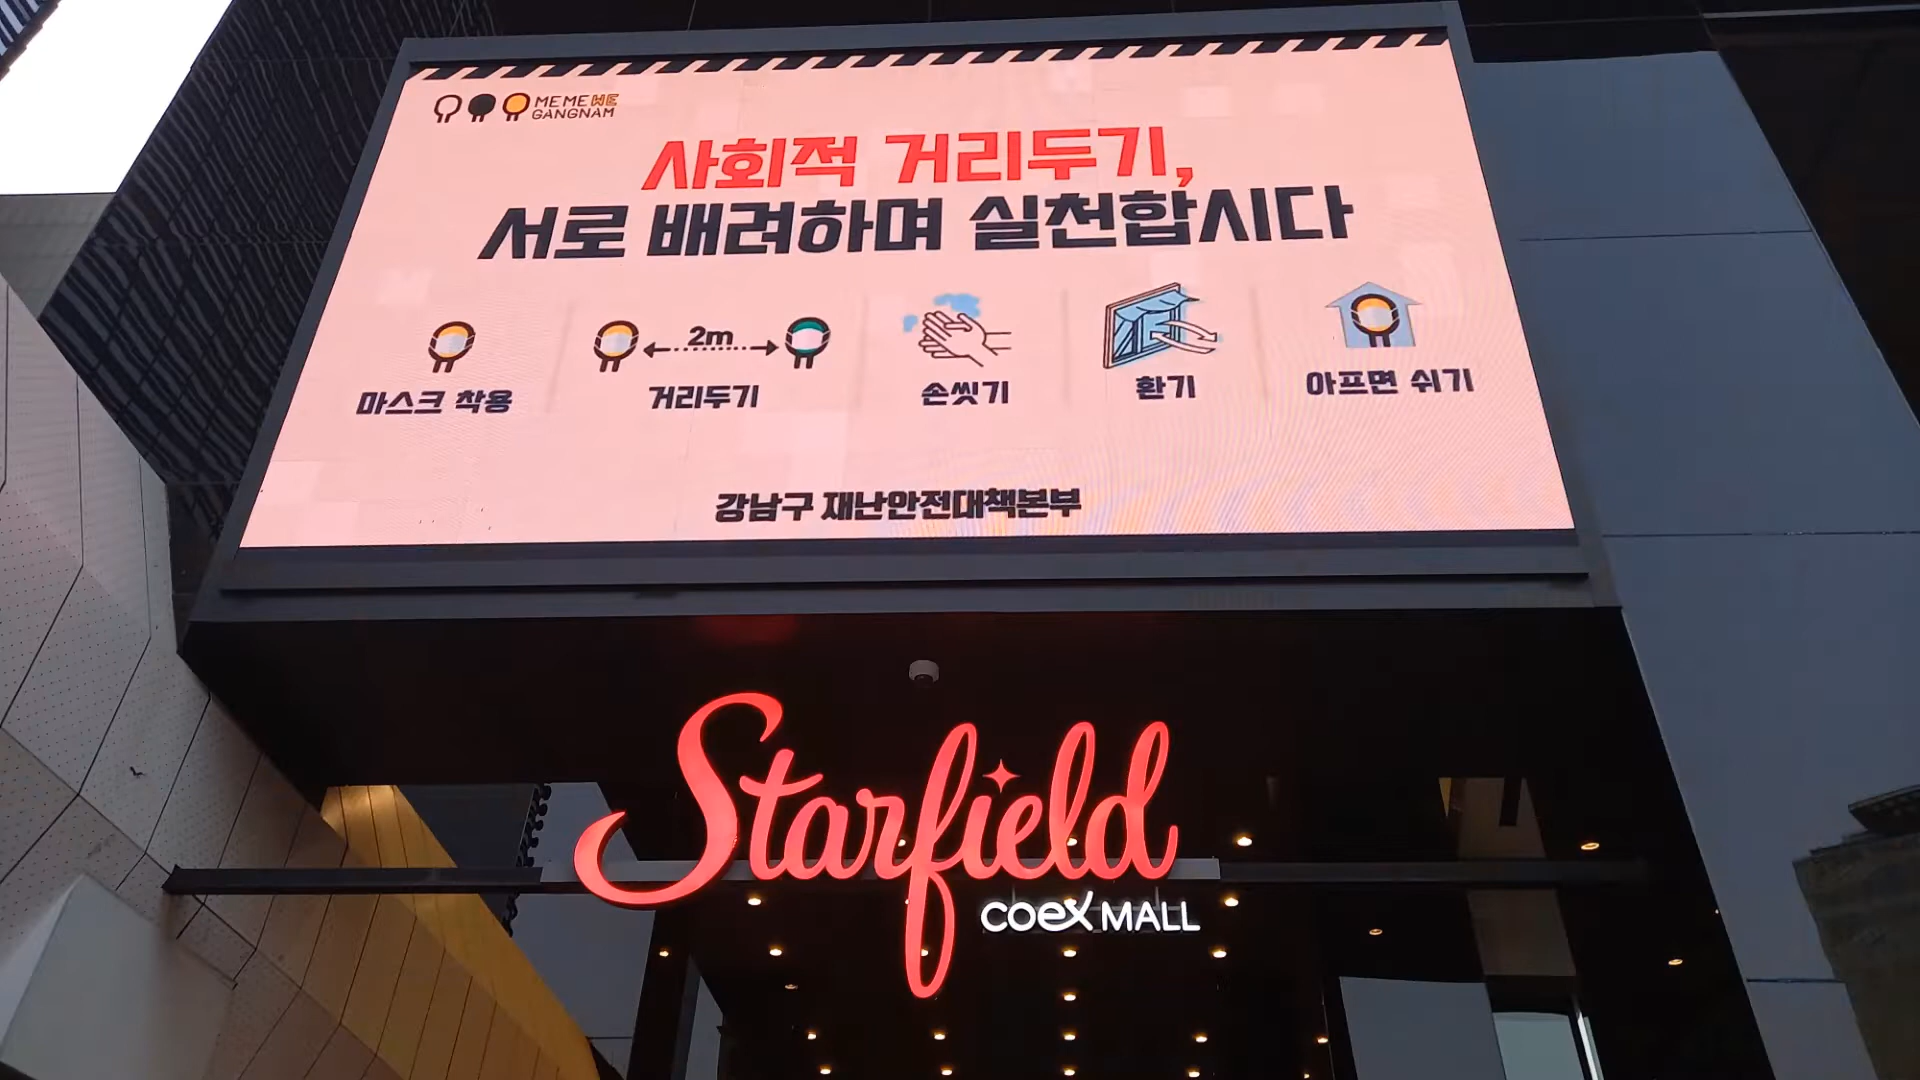 MEMEWE
GANGNAM
사회적 거리두기,
서로 배려하며 실천합시다
2m
마스크 착용
거리두기
손씻기
환기
아프면 쉬기
강남구 재난안전대책본부
Starfield
coex MALL